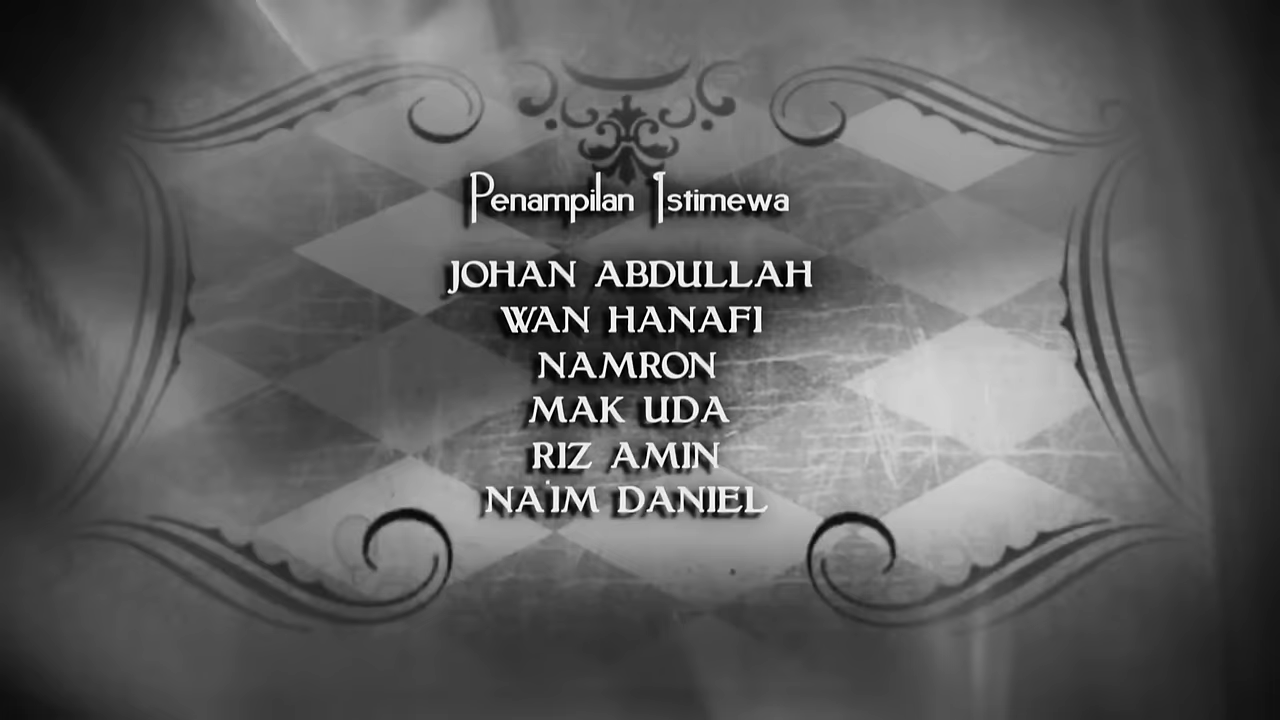 Penampilan Istimewa
JOHAN ABDULLAH
WAN HANAFI
NAMRON
MAK UDA
RIZ AMIN
NA'IM DANIEL